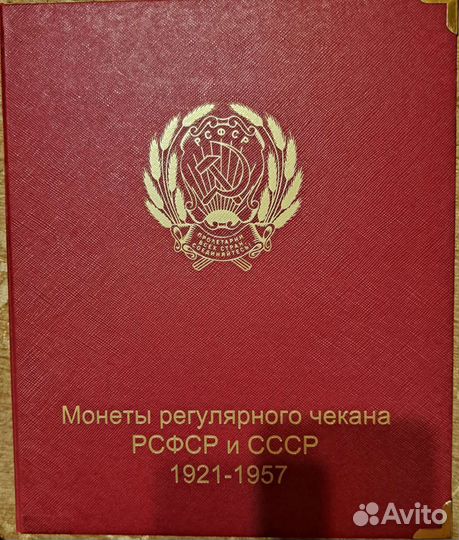 РСФСР
ПРОЛЕТАРИИ
ВСЕХ СТРАН
СОЕДИНЯЙТЕСЬ!
Монеты регулярного чекана
РСФСР и СССР
1921-1957
Avito